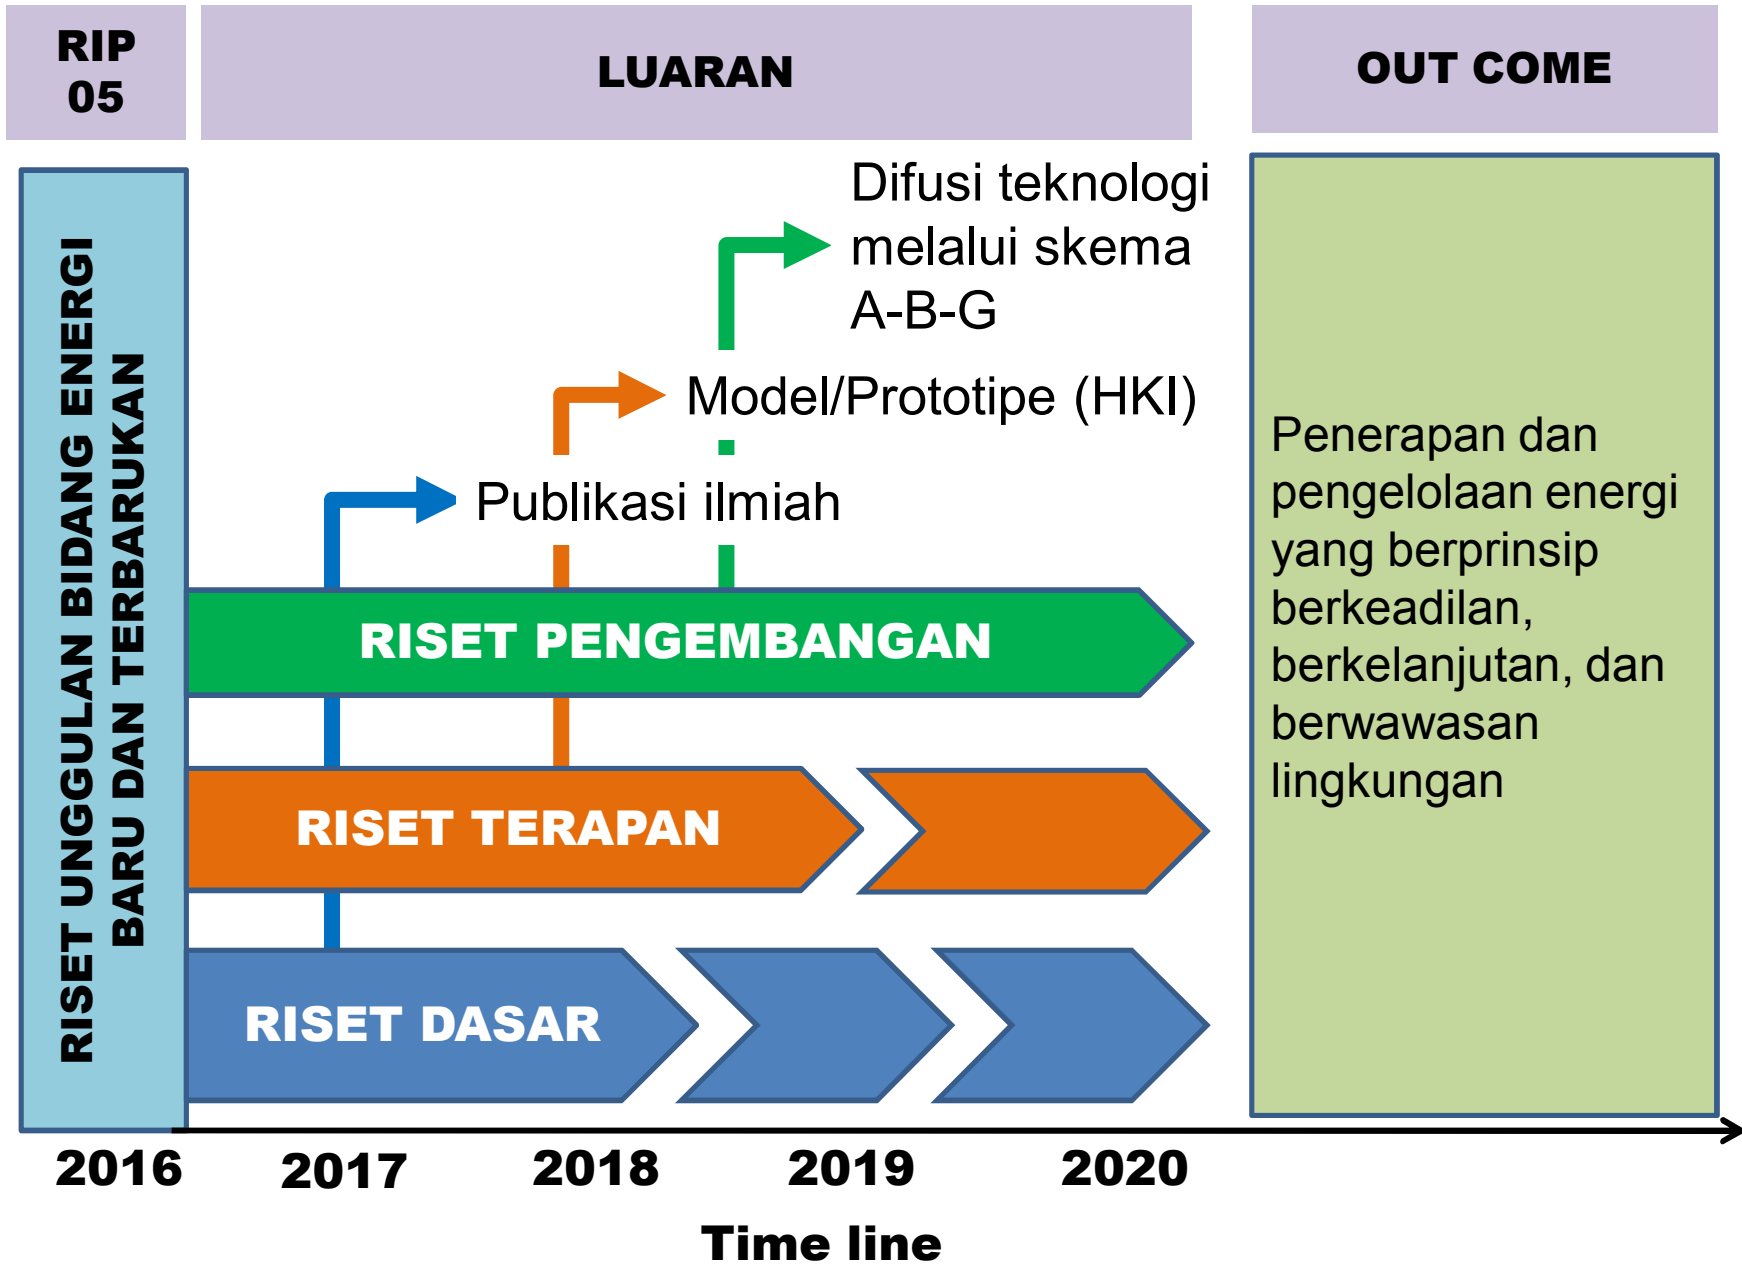 RIP
05
LUARAN
OUT COME
RISET UNGGULAN BIDANG ENERGI
BARU DAN TERBARUKAN
Difusi teknologi
melalui skema
A-B-G
Model/Prototipe (HKI)
Publikasi ilmiah
RISET PENGEMBANGAN
RISET TERAPAN
RISET DASAR
Penerapan dan
pengelolaan energi
yang berprinsip
berkeadilan,
berkelanjutan, dan
berwawasan
lingkungan
2016
2017
2018
2019
2020
Time line